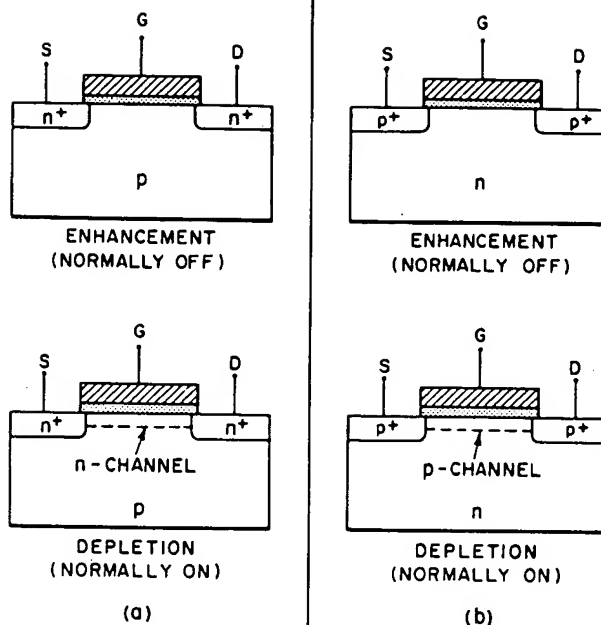 G
S D
n+ n+
p
ENHANCEMENT
(NORMALLY OFF)
G
S D
n+ n+
n-CHANNEL
p
DEPLETION
(NORMALLY ON)
(a)
G
S D
p+ p+
n
ENHANCEMENT
(NORMALLY OFF)
G
S D
p+ p+
p-CHANNEL
n
DEPLETION
(NORMALLY ON)
(b)